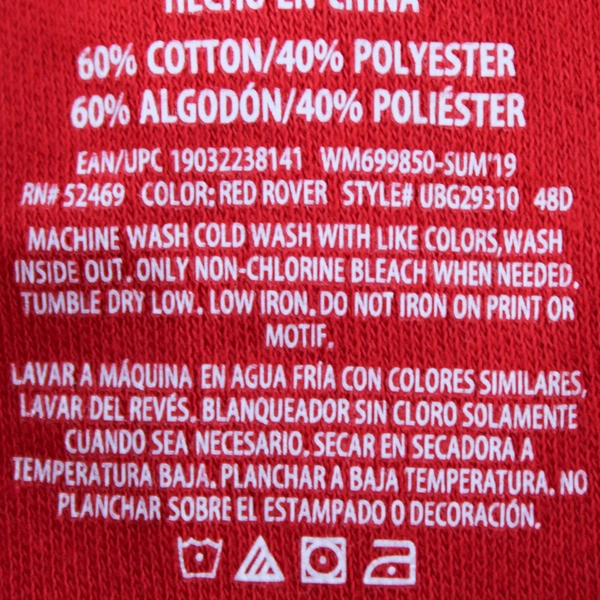 HECHO EN CHINA
60% COTTON/40% POLYESTER
60% ALGODÓN/40% POLIÉSTER
EAN/UPC 19032238141 WM699850-SUM'19
RN# 52469 COLOR: RED ROVER STYLE# UBG29310 48D
MACHINE WASH COLD WASH WITH LIKE COLORS,WASH
INSIDE OUT. ONLY NON-CHLORINE BLEACH WHEN NEEDED.
TUMBLE DRY LOW. LOW IRON. DO NOT IRON ON PRINT OR
MOTIF.
LAVAR A MÁQUINA EN AGUA FRÍA CON COLORES SIMILARES,
LAVAR DEL REVÉS. BLANQUEADOR SIN CLORO SOLAMENTE
CUANDO SEA NECESARIO. SECAR EN SECADORA A
TEMPERATURA BAJA. PLANCHAR A BAJA TEMPERATURA. NO
PLANCHAR SOBRE EL ESTAMPADO O DECORACIÓN.